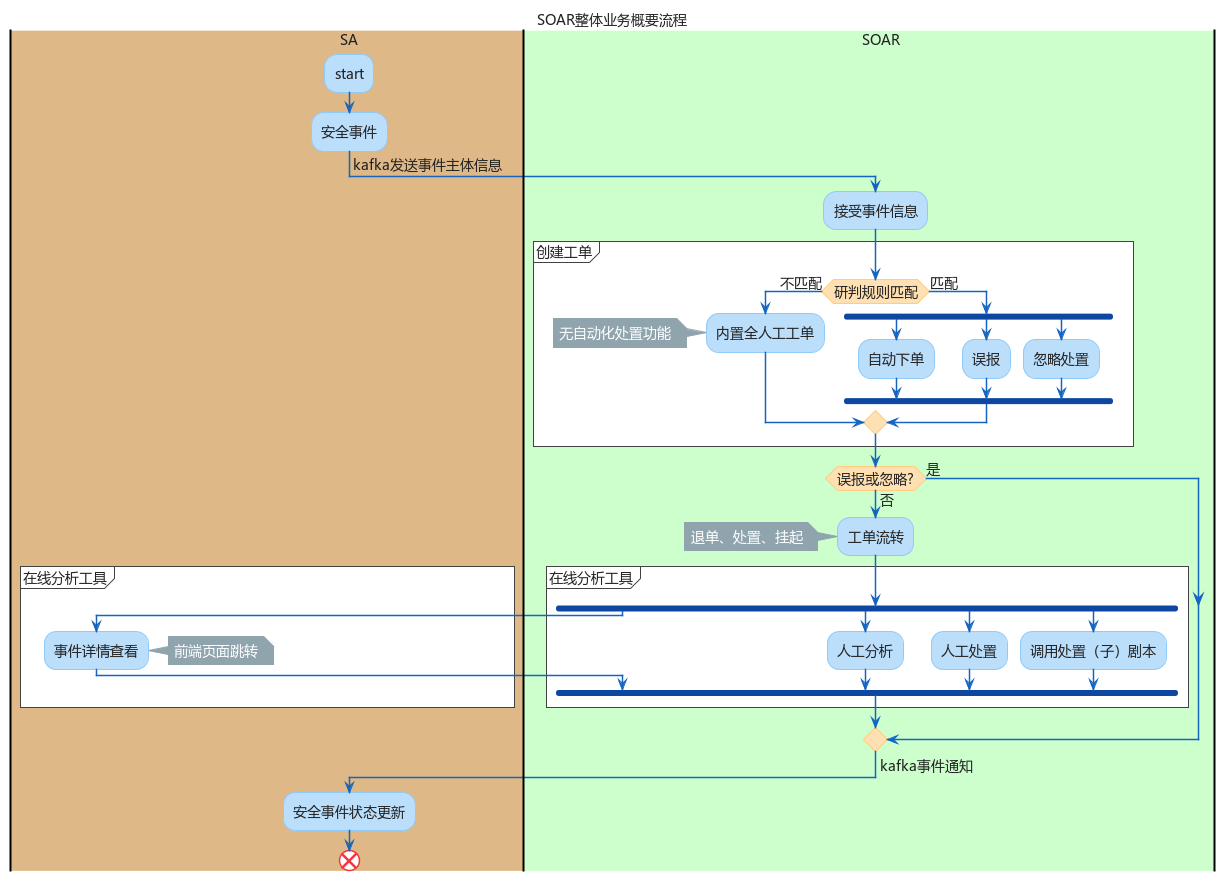 SOAR整体业务概要流程
SA
SOAR
start
安全事件
kafka发送事件主体信息
接受事件信息
创建工单
不匹配
研判规则匹配
匹配
无自动化处置功能
内置全人工工单
自动下单
误报
忽略处置
误报或忽略?
是
否
退单、处置、挂起
工单流转
在线分析工具
在线分析工具
事件详情查看
前端页面跳转
人工分析
人工处置
调用处置（子）剧本
kafka事件通知
安全事件状态更新